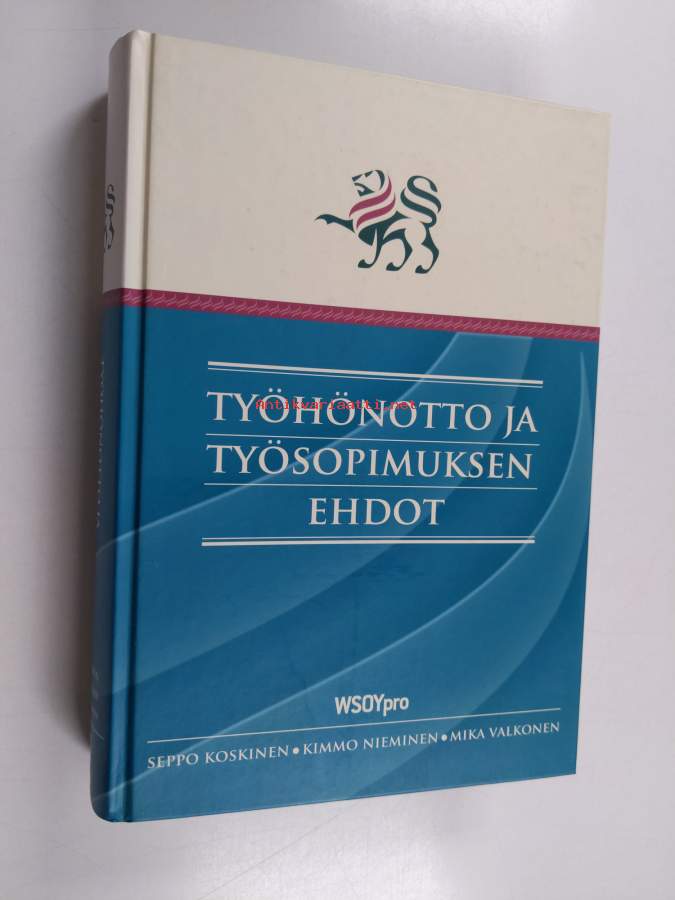 TYÖHÖNOTTO JA
Antikvariaatti.net
TYÖSOPIMUKSEN
EHDOT
WSOYpro
SEPPO KOSKINEN • KIMMO NIEMINEN • MIKA VALKONEN